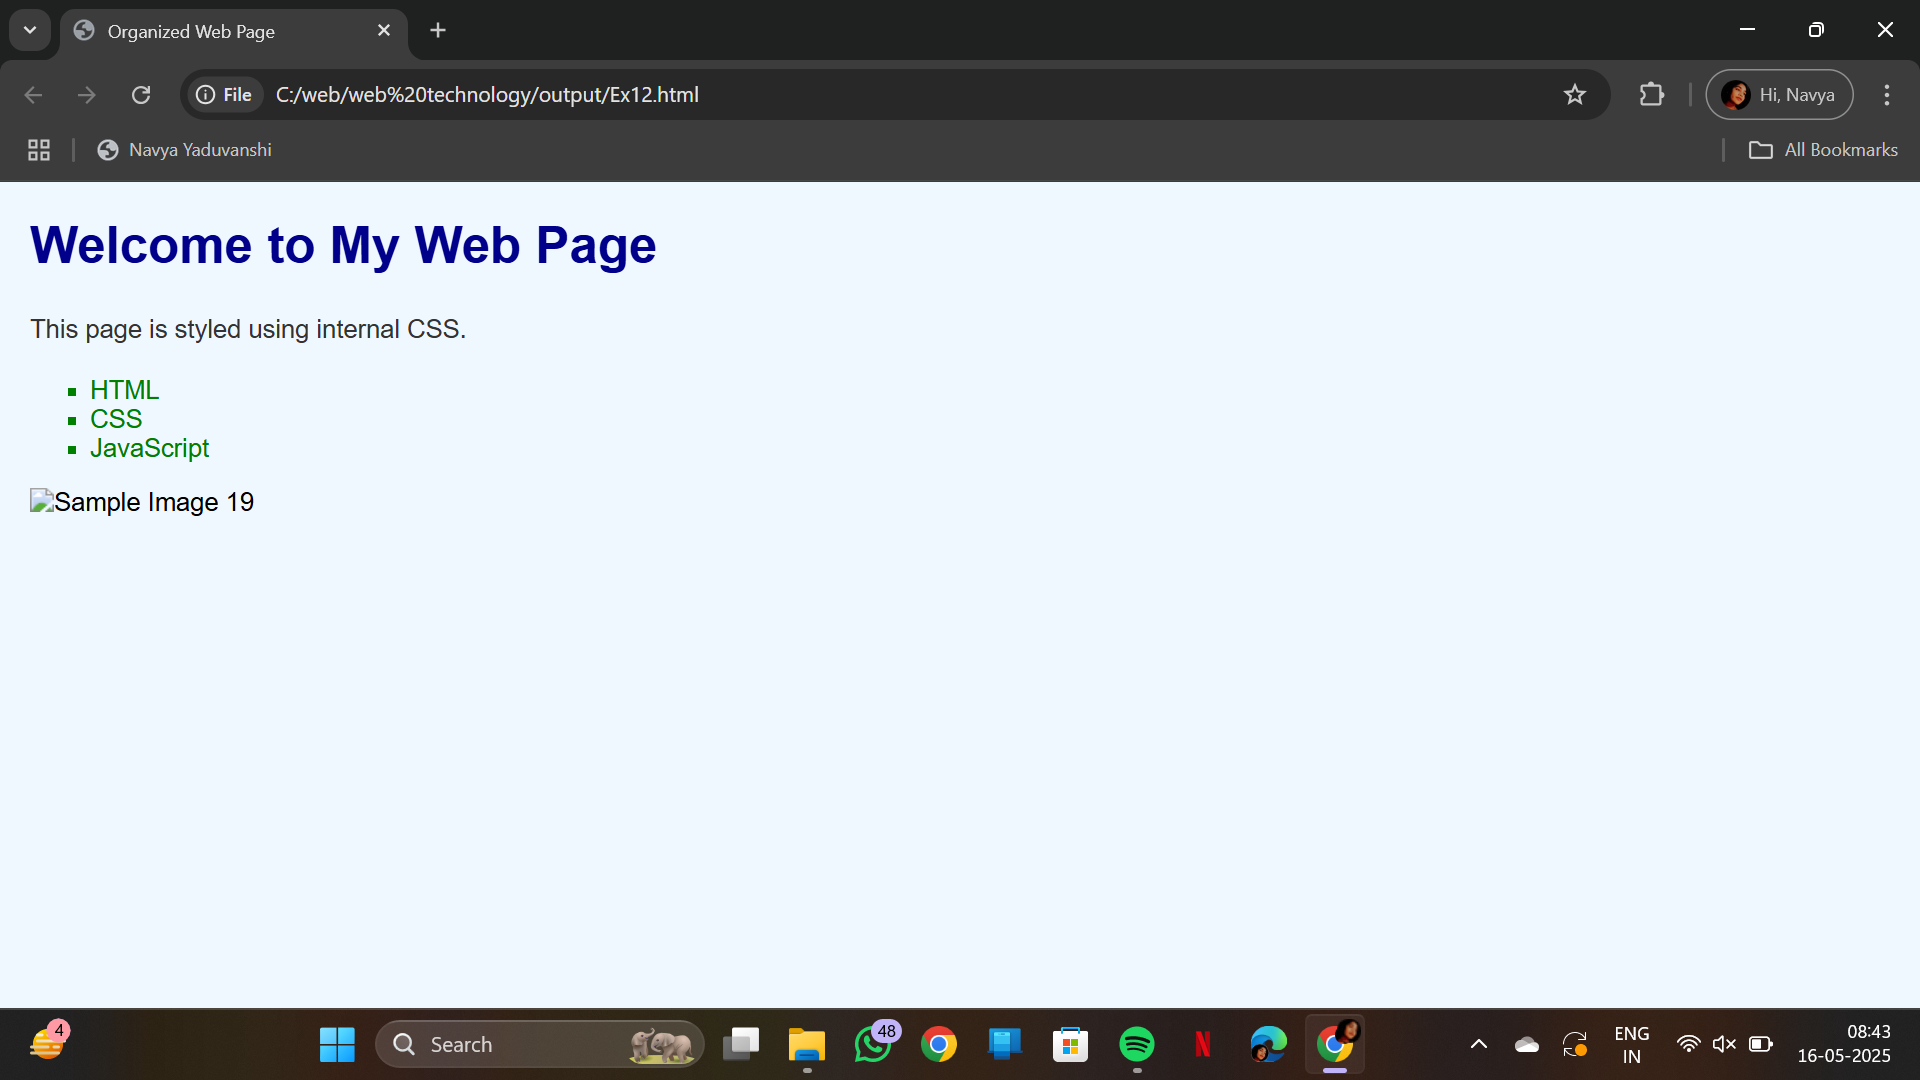 Organized Web Page
File
C:/web/web%20technology/output/Ex12.html
Hi, Navya
Navya Yaduvanshi
All Bookmarks
Welcome to My Web Page
This page is styled using internal CSS.
HTML
CSS
JavaScript
Sample Image 19
4
Search
48
N
ENG
IN
08:43
16-05-2025